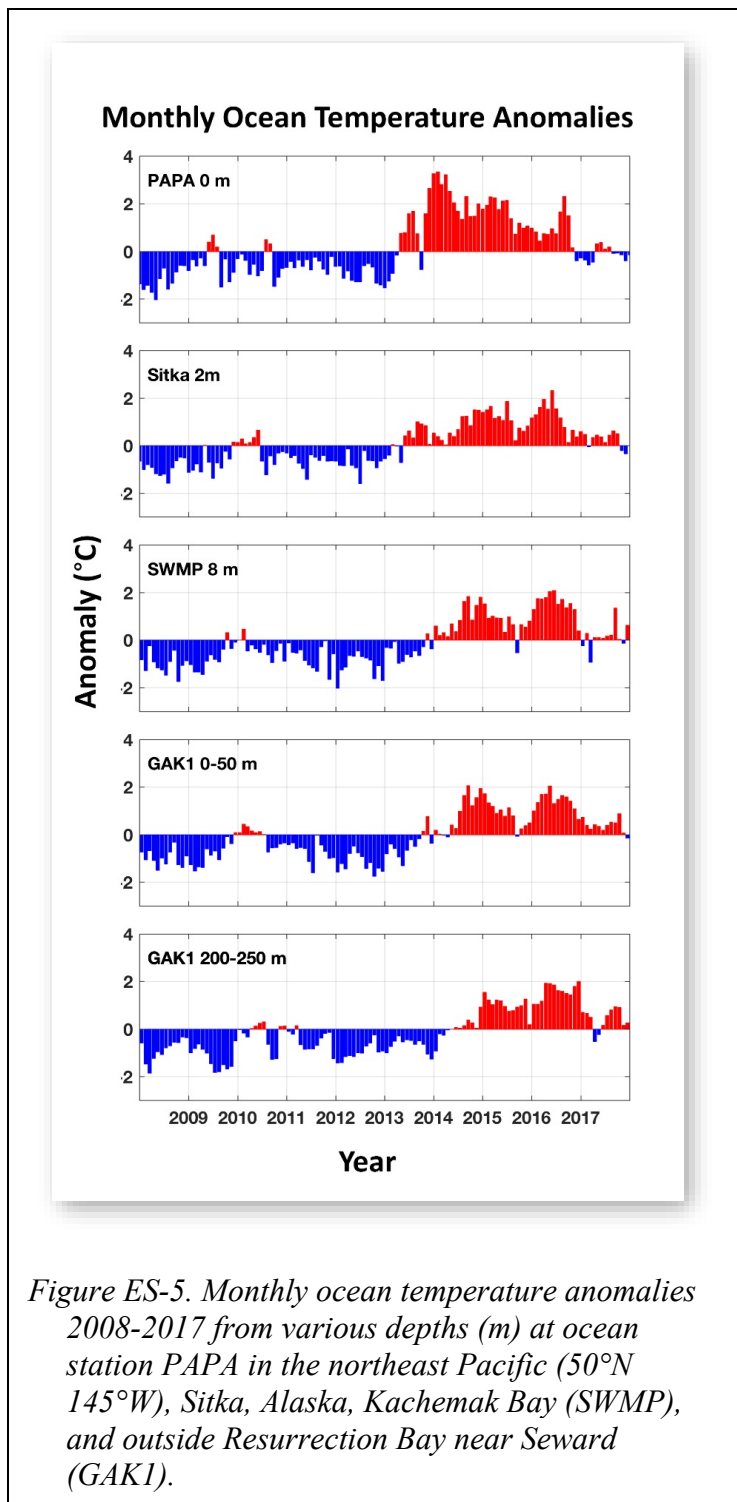 Monthly Ocean Temperature Anomalies
4
PAPA 0 m
2
0
-2
4
Sitka 2m
2
0
-2
Anomaly (°C)
4
SWMP 8 m
2
0
-2
4
GAK1 0-50 m
2
0
-2
4
GAK1 200-250 m
2
0
-2
2009 2010 2011 2012 2013 2014 2015 2016 2017
Year
Figure ES-5. Monthly ocean temperature anomalies
2008-2017 from various depths (m) at ocean
station PAPA in the northeast Pacific (50°N
145°W), Sitka, Alaska, Kachemak Bay (SWMP),
and outside Resurrection Bay near Seward
(GAK1).